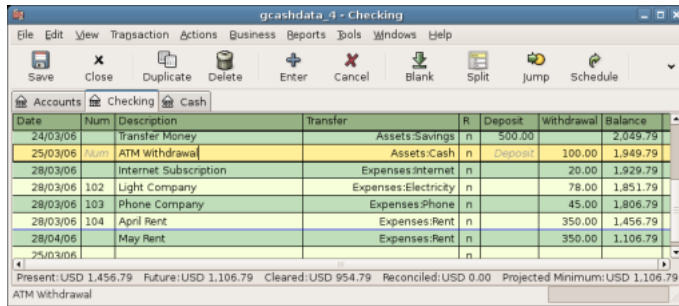 gcashdata_4 - Checking
File Edit View Transaction Actions Business Reports Tools Windows Help
Save Close Duplicate Delete Enter Cancel Blank Split Jump Schedule
Accounts Checking Cash
Date Num Description Transfer R Deposit Withdrawal Balance
24/03/06 Transfer Money Assets:Savings n 500.00 2,049.79
25/03/06 Num ATM Withdrawal Assets:Cash n Deposit 100.00 1,949.79
28/03/06 Internet Subscription Expenses:Internet n 20.00 1,929.79
28/03/06 102 Light Company Expenses:Electricity n 78.00 1,851.79
28/03/06 103 Phone Company Expenses:Phone n 45.00 1,806.79
28/03/06 104 April Rent Expenses:Rent n 350.00 1,456.79
28/04/06 May Rent Expenses:Rent n 350.00 1,106.79
25/03/06 n
Present:USD 1,456.79 Future:USD 1,106.79 Cleared:USD 954.79 Reconciled:USD 0.00 Projected Minimum:USD 1,106.79
ATM Withdrawal